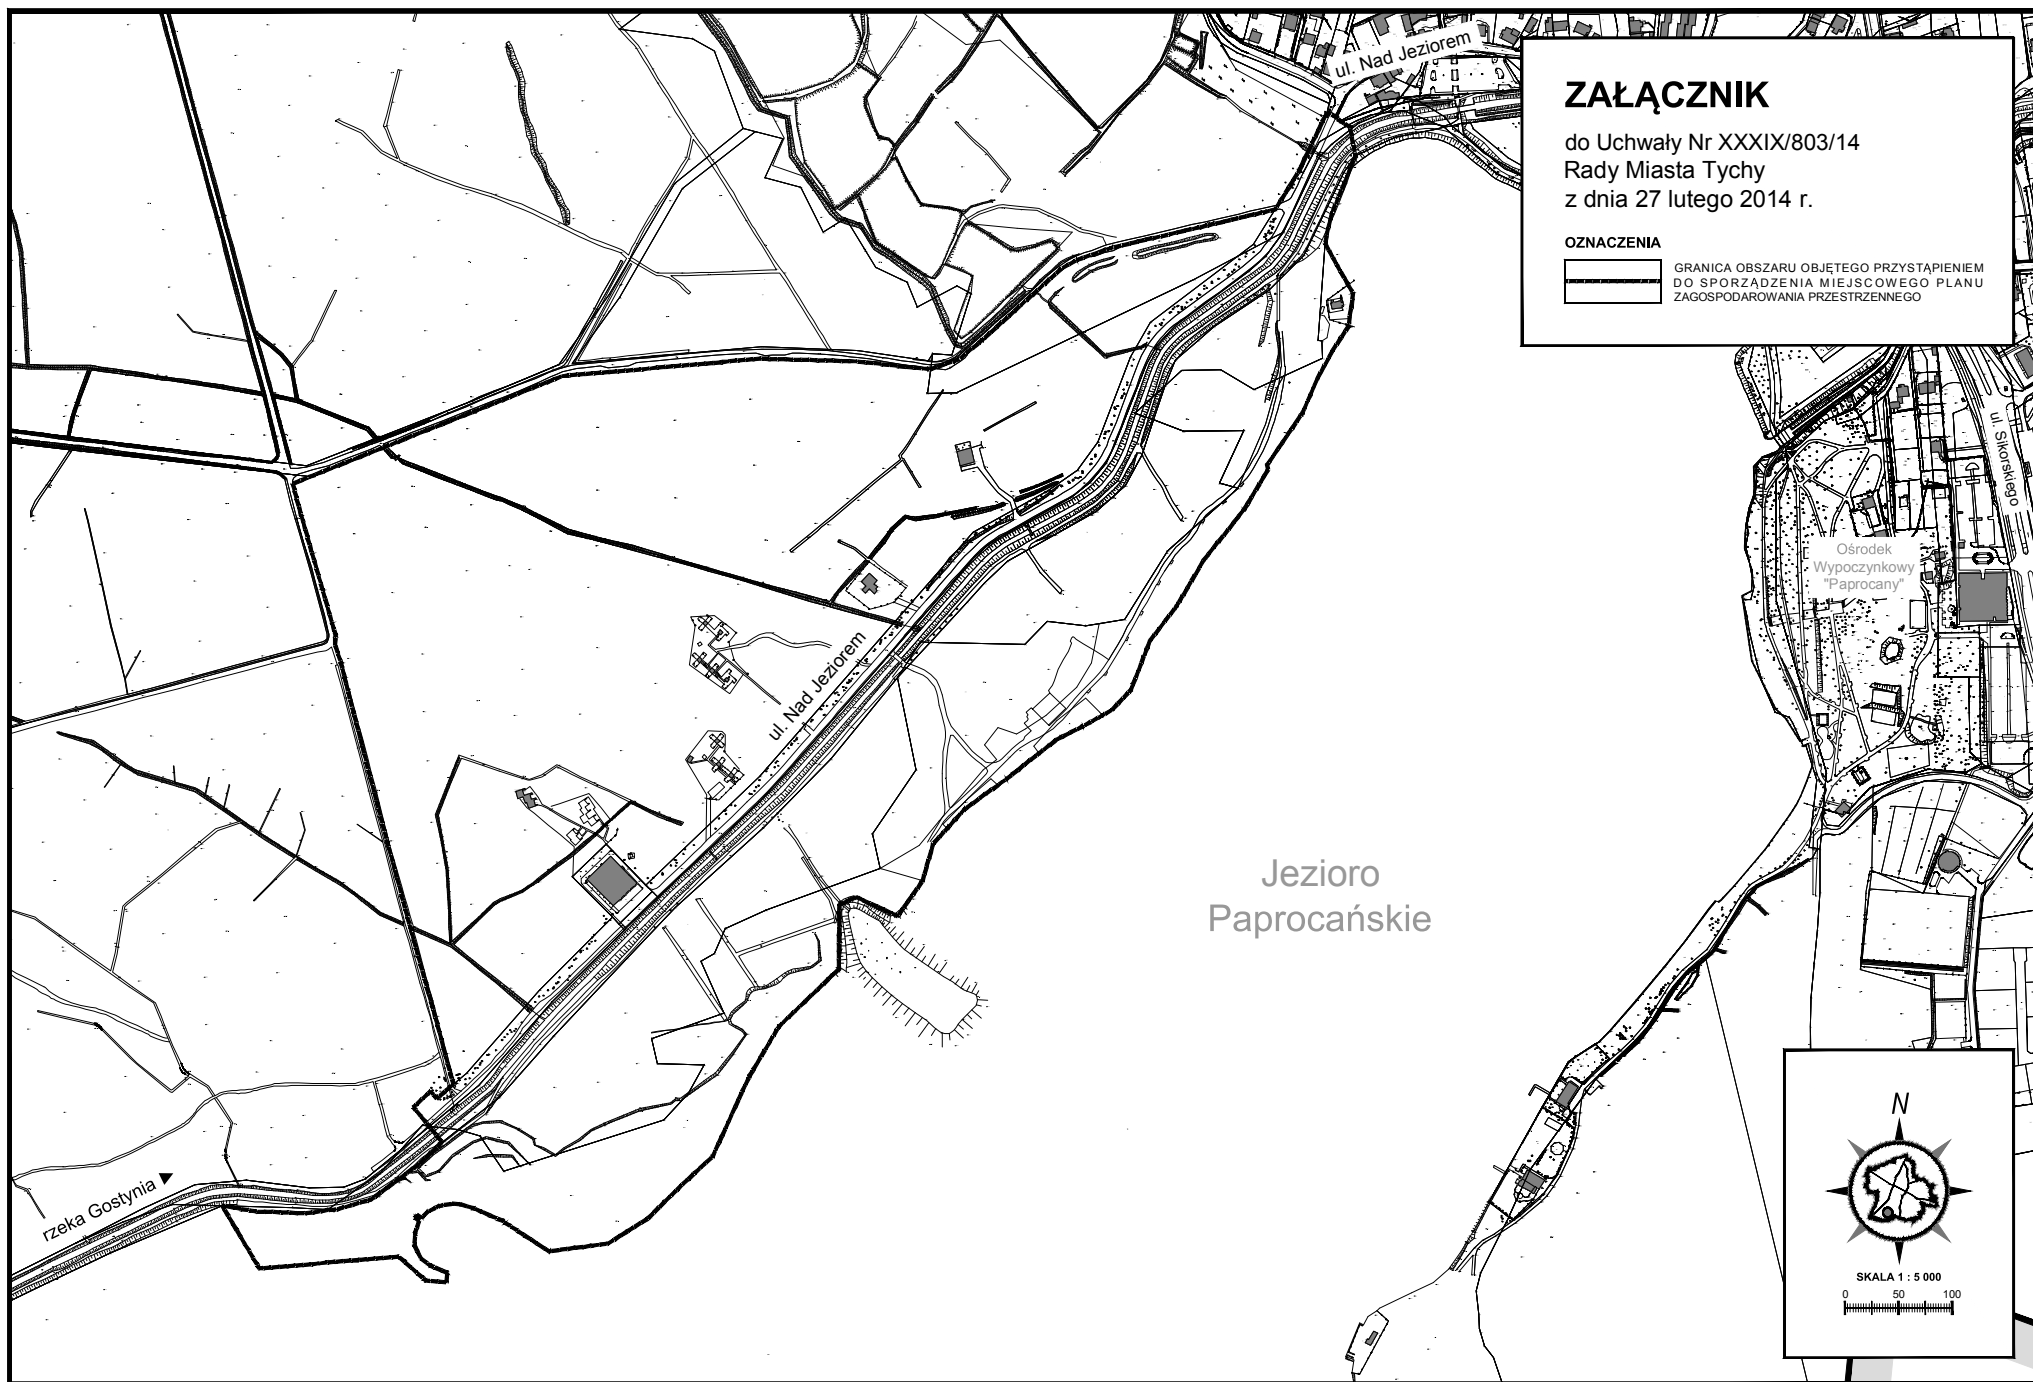 ul. Nad Jeziorem
ZAŁĄCZNIK
do Uchwały Nr XXXIX/803/14
Rady Miasta Tychy
z dnia 27 lutego 2014 r.
OZNACZENIA
GRANICA OBSZARU OBJĘTEGO PRZYSTĄPIENIEM
DO SPORZĄDZENIA MIEJSCOWEGO PLANU
ZAGOSPODAROWANIA PRZESTRZENNEGO
ul. Sikorskiego
Ośrodek
Wypoczynkowy
"Paprocany"
ul. Nad Jeziorem
Jezioro
Paprocańskie
rzeka Gostynia
N
SKALA 1 : 5 000
0 50 100